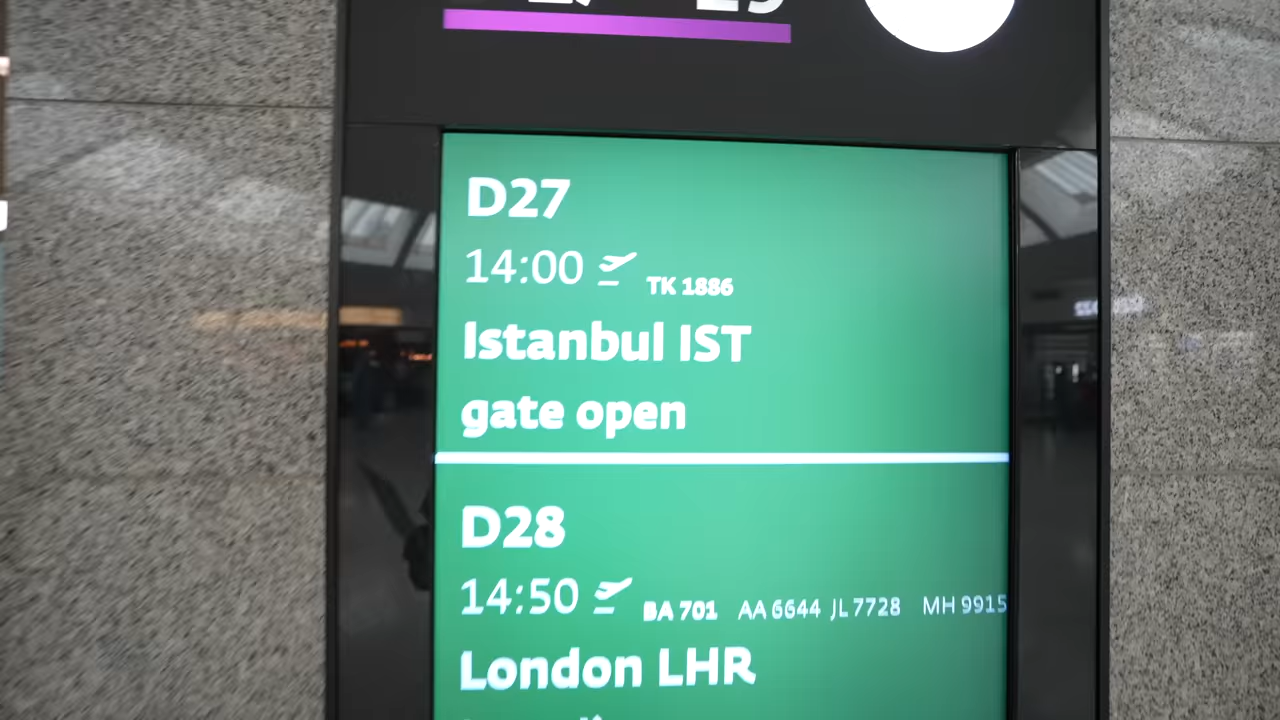 D27
14:00 TK 1886
Istanbul IST
gate open
D28
14:50 BA 701 AA 6644 JL 7728 MH 9915
London LHR